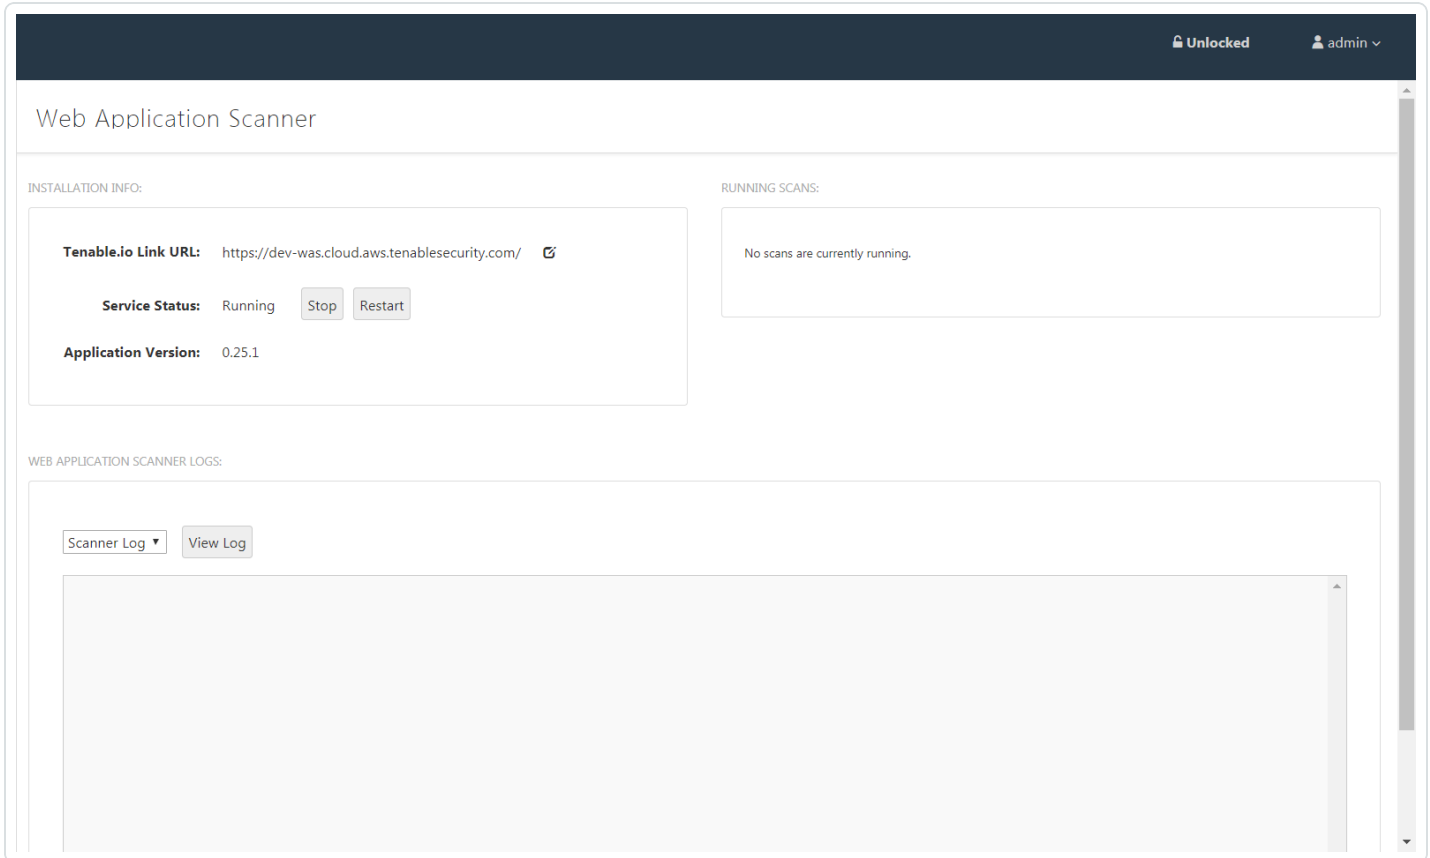 Unlocked
admin
Web Application Scanner
INSTALLATION INFO:
Tenable.io Link URL: https://dev-was.cloud.aws.tenablesecurity.com/
Service Status: Running Stop Restart
Application Version: 0.25.1
RUNNING SCANS:
No scans are currently running.
WEB APPLICATION SCANNER LOGS:
Scanner Log View Log